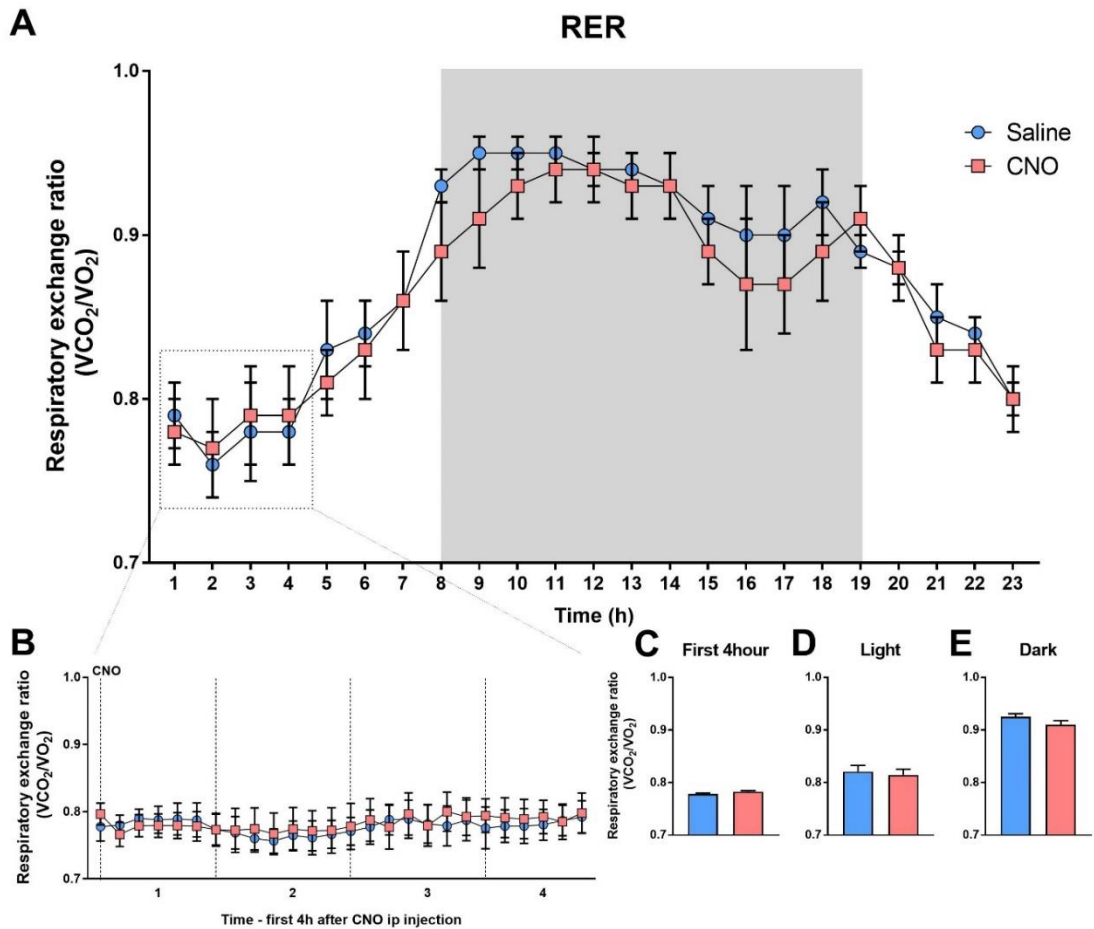 A
RER
Respiratory exchange ratio
(VCO2/VO2)
1.0
0.9
0.8
0.7
Saline
CNO
1 2 3 4 5 6 7 8 9 10 11 12 13 14 15 16 17 18 19 20 21 22 23
Time (h)
B
CNO
Respiratory exchange ratio
(VCO2/VO2)
1.0
0.9
0.8
0.7
1 2 3 4
Time - first 4h after CNO ip injection
C First 4hour
Respiratory exchange ratio
(VCO2/VO2)
1.0
0.9
0.8
0.7
D Light
1.0
0.9
0.8
0.7
E Dark
1.0
0.9
0.8
0.7